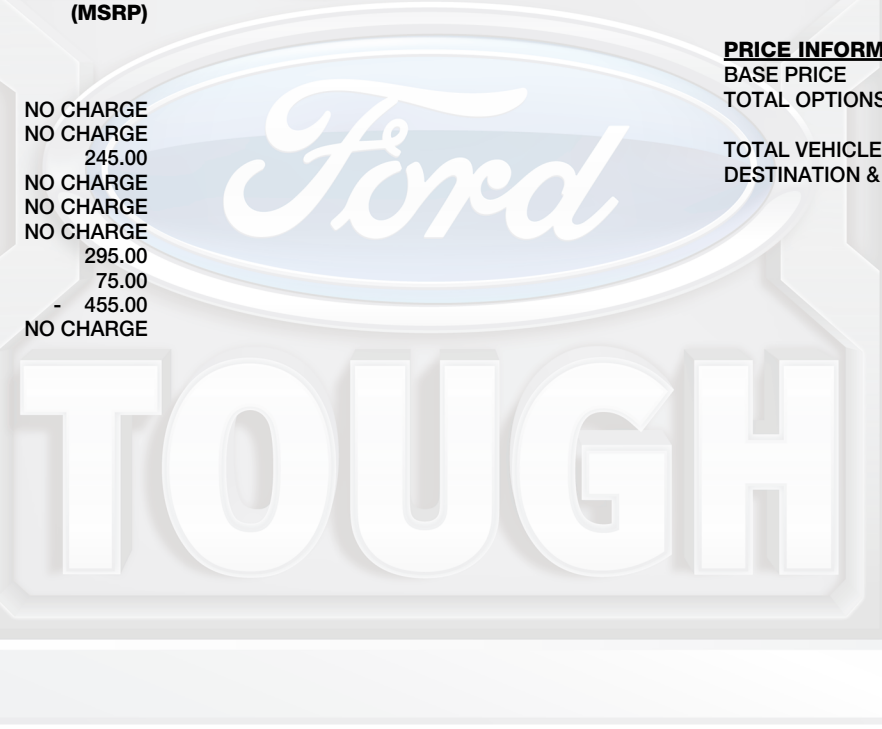 (MSRP)
NO CHARGE
NO CHARGE
245.00
NO CHARGE
NO CHARGE
NO CHARGE
295.00
75.00
- 455.00
NO CHARGE
PRICE INFORM
BASE PRICE
TOTAL OPTIONS
TOTAL VEHICLE
DESTINATION &
Ford
TOUGH